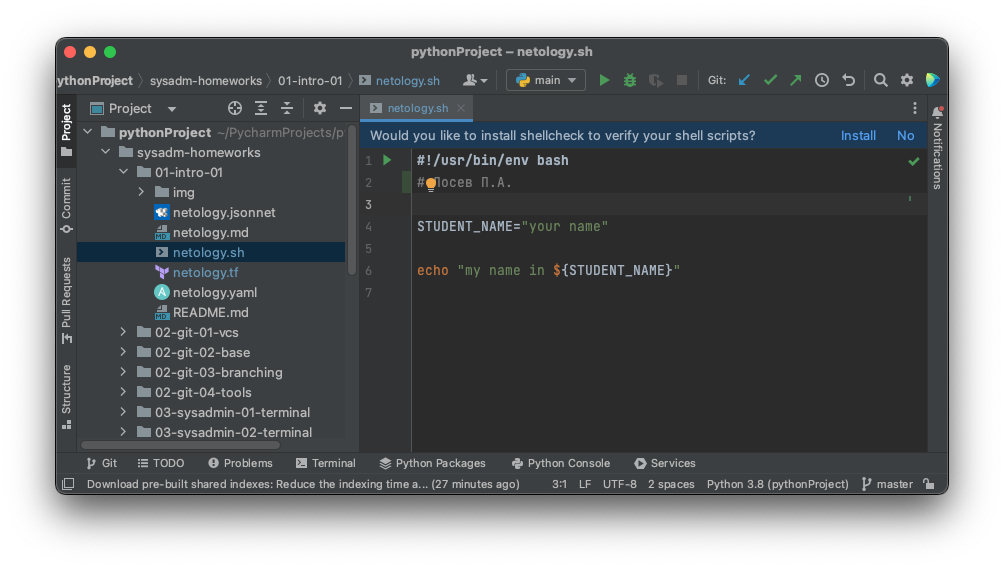 pythonProject – netology.sh
ythonProject sysadm-homeworks 01-intro-01 netology.sh main Git:
Project netology.sh
Project
Commit
Pull Requests
Structure
pythonProject ~/PycharmProjects/p
sysadm-homeworks
01-intro-01
img
netology.jsonnet
netology.md
netology.sh
netology.tf
netology.yaml
README.md
02-git-01-vcs
02-git-02-base
02-git-03-branching
02-git-04-tools
03-sysadmin-01-terminal
03-sysadmin-02-terminal
Would you like to install shellcheck to verify your shell scripts? Install No
1 #!/usr/bin/env bash
2 # П.А.
3
4 STUDENT_NAME="your name"
5
6 echo "my name in ${STUDENT_NAME}"
7
Notifications
Git TODO Problems Terminal Python Packages Python Console Services
Download pre-built shared indexes: Reduce the indexing time a... (27 minutes ago) 3:1 LF UTF-8 2 spaces Python 3.8 (pythonProject) master